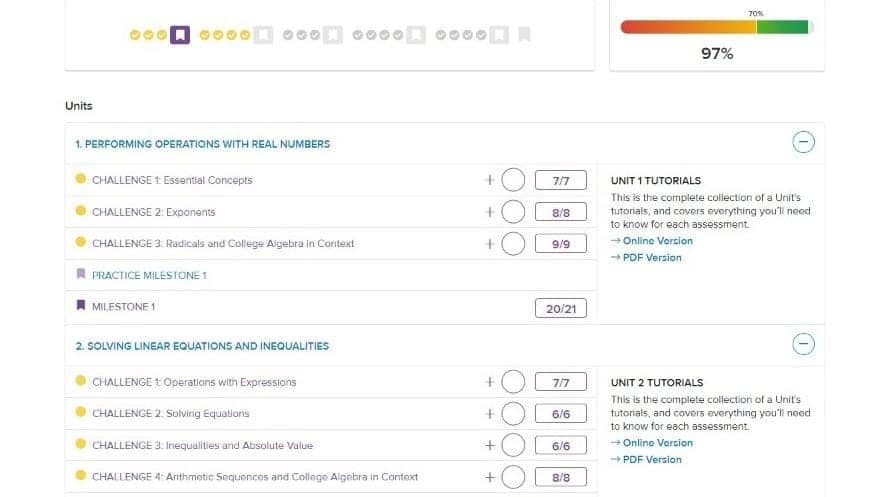 70%
97%
Units
1. PERFORMING OPERATIONS WITH REAL NUMBERS
CHALLENGE 1: Essential Concepts
7/7
CHALLENGE 2: Exponents
8/8
CHALLENGE 3: Radicals and College Algebra in Context
9/9
PRACTICE MILESTONE 1
MILESTONE 1
20/21
UNIT 1 TUTORIALS
This is the complete collection of a Unit's
tutorials, and covers everything you'll need
to know for each assessment.
→ Online Version
→ PDF Version
2. SOLVING LINEAR EQUATIONS AND INEQUALITIES
CHALLENGE 1: Operations with Expressions
7/7
CHALLENGE 2: Solving Equations
6/6
CHALLENGE 3: Inequalities and Absolute Value
6/6
CHALLENGE 4: Arithmetic Sequences and College Algebra in Context
8/8
UNIT 2 TUTORIALS
This is the complete collection of a Unit's
tutorials, and covers everything you'll need
to know for each assessment.
→ Online Version
→ PDF Version